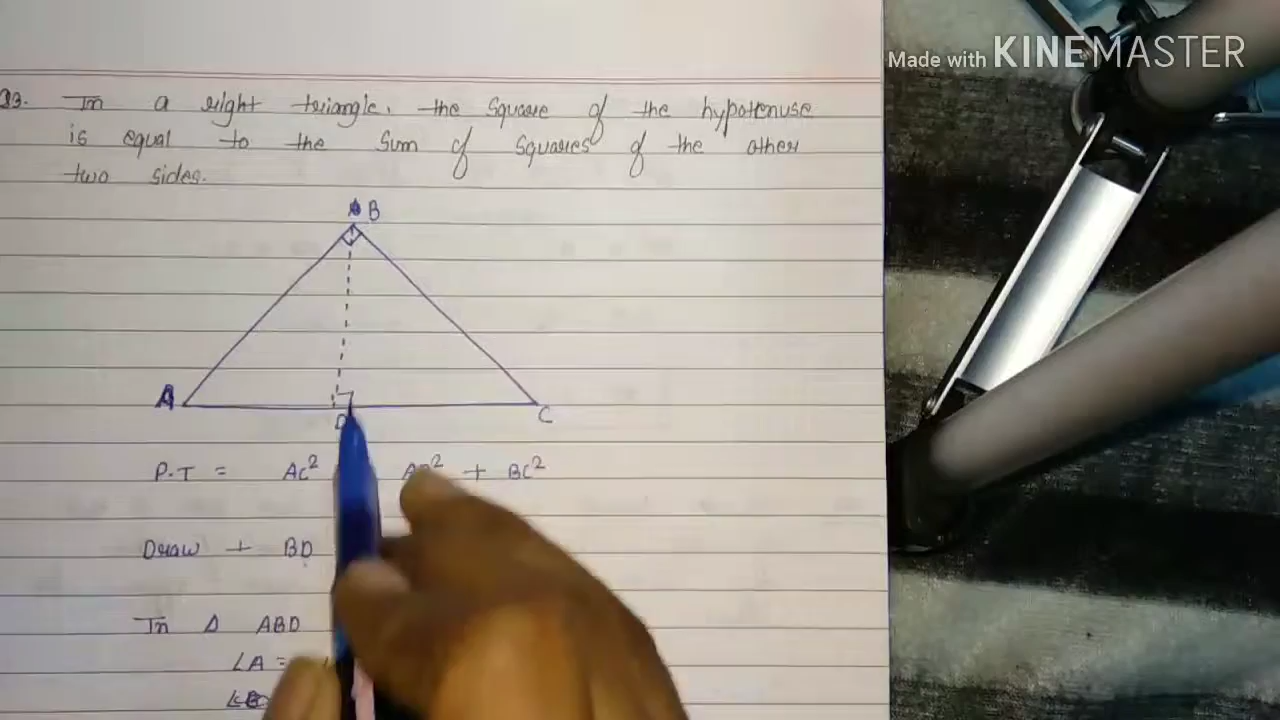 Made with KINEMASTER
Q3. In a right triangle, the square of the hypotenuse
is equal to the sum of squares of the other
two sides.
B
A
D
C
P.T = AC² + BC²
Draw ⊥ BD
In Δ ABD
∠A =